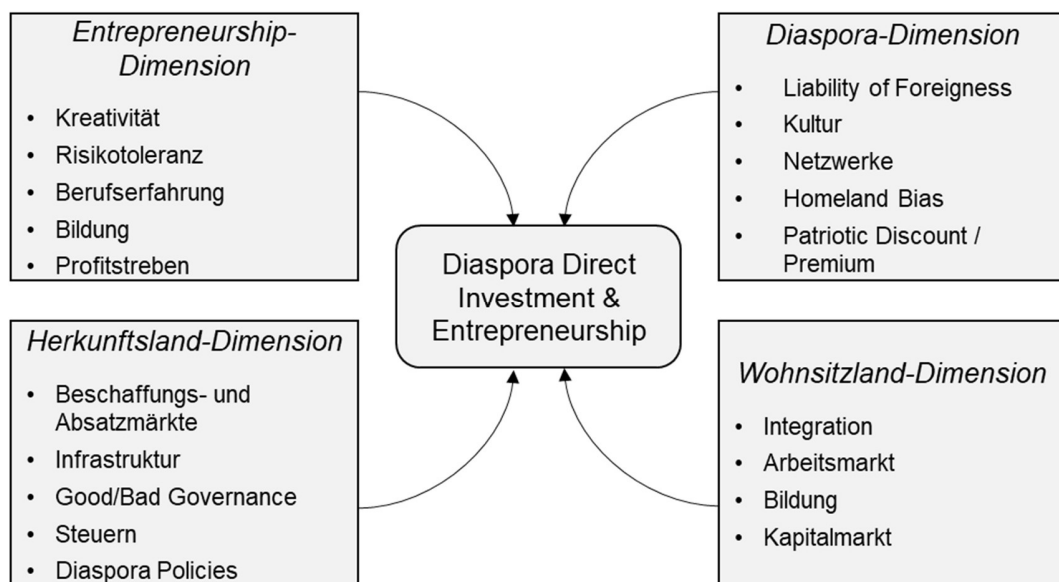 Entrepreneurship-
Dimension
• Kreativität
• Risikotoleranz
• Berufserfahrung
• Bildung
• Profitstreben
Diaspora-Dimension
• Liability of Foreigness
• Kultur
• Netzwerke
• Homeland Bias
• Patriotic Discount /
Premium
Diaspora Direct
Investment &
Entrepreneurship
Herkunftsland-Dimension
• Beschaffungs- und
Absatzmärkte
• Infrastruktur
• Good/Bad Governance
• Steuern
• Diaspora Policies
Wohnsitzland-Dimension
• Integration
• Arbeitsmarkt
• Bildung
• Kapitalmarkt